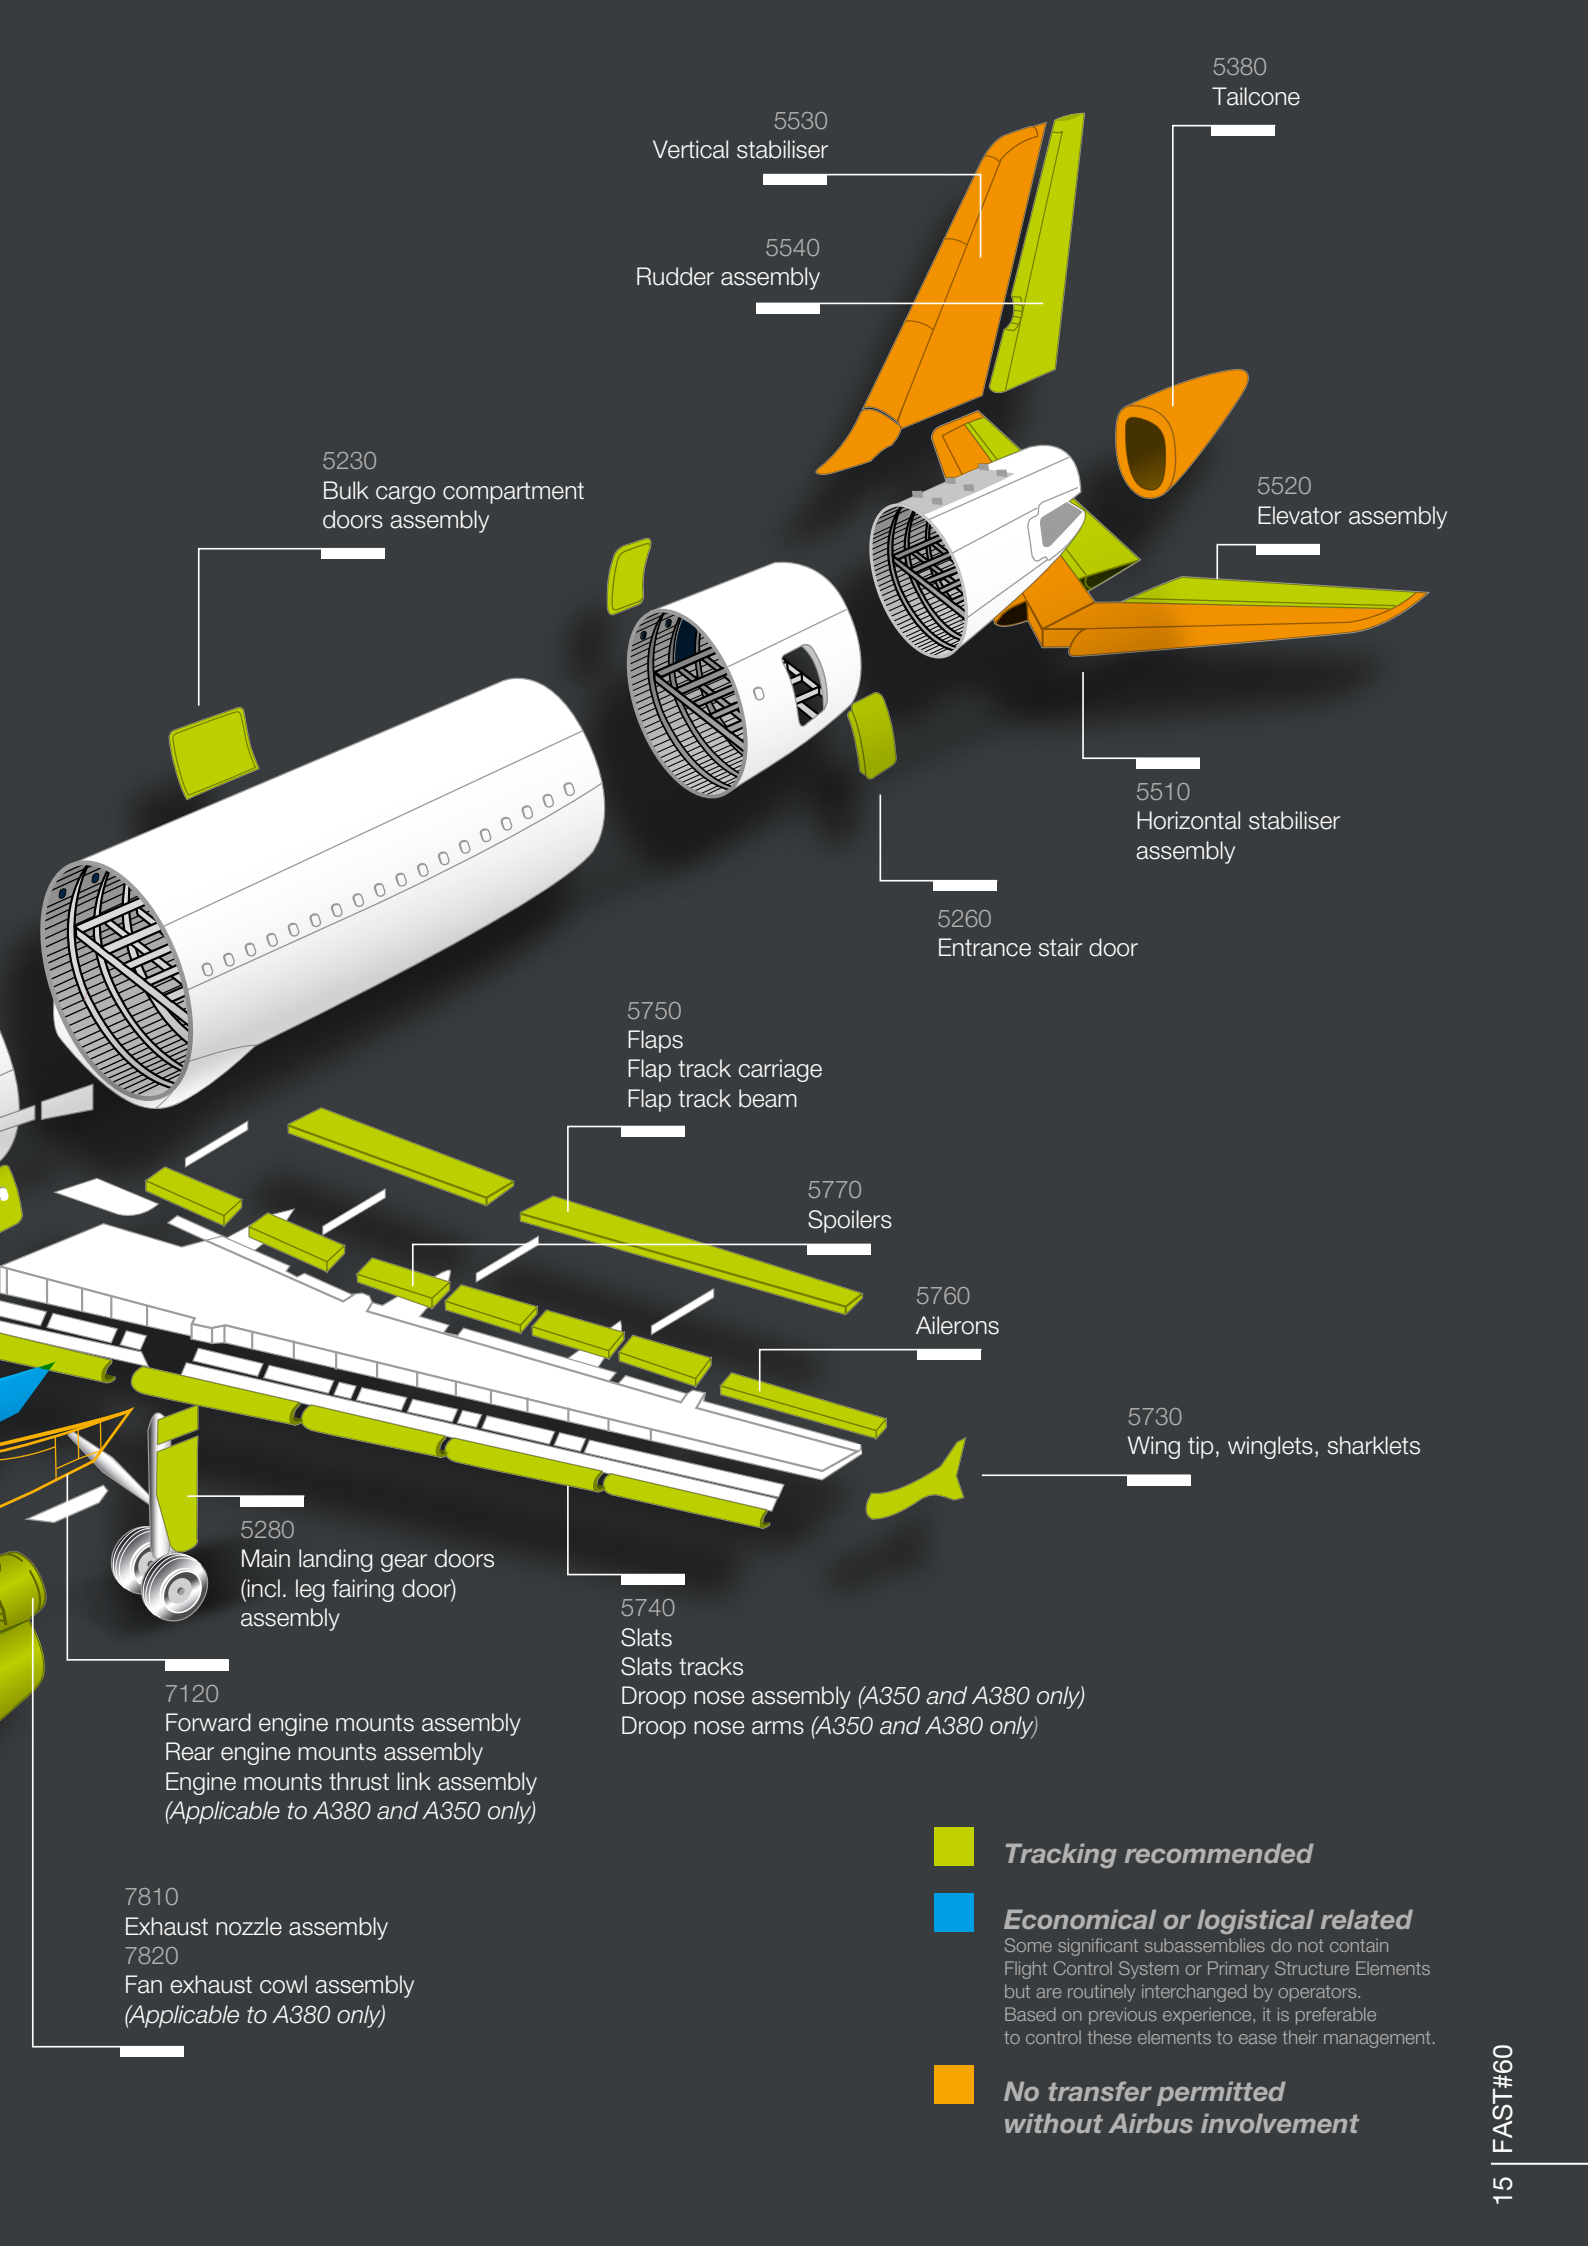 5380
Tailcone
5530
Vertical stabiliser
5540
Rudder assembly
5230
Bulk cargo compartment
doors assembly
5520
Elevator assembly
5510
Horizontal stabiliser
assembly
5260
Entrance stair door
5750
Flaps
Flap track carriage
Flap track beam
5770
Spoilers
5760
Ailerons
5730
Wing tip, winglets, sharklets
5280
Main landing gear doors
(incl. leg fairing door)
assembly
5740
Slats
Slats tracks
Droop nose assembly (A350 and A380 only)
Droop nose arms (A350 and A380 only)
7120
Forward engine mounts assembly
Rear engine mounts assembly
Engine mounts thrust link assembly
(Applicable to A380 and A350 only)
7810
Exhaust nozzle assembly
7820
Fan exhaust cowl assembly
(Applicable to A380 only)
Tracking recommended
Economical or logistical related
Some significant subassemblies do not contain
Flight Control System or Primary Structure Elements
but are routinely interchanged by operators.
Based on previous experience, it is preferable
to control these elements to ease their management.
No transfer permitted
without Airbus involvement
15 | FAST#60